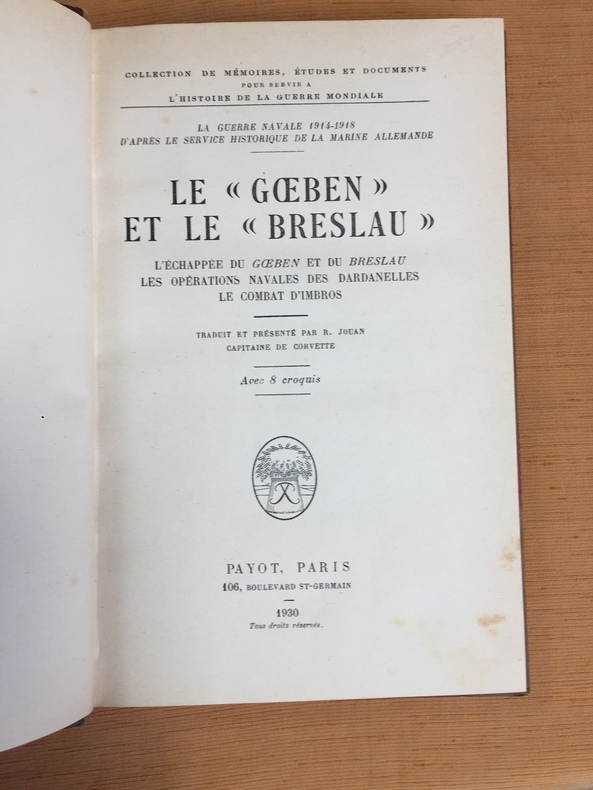 COLLECTION DE MÉMOIRES, ÉTUDES ET DOCUMENTS
POUR SERVIR A
L'HISTOIRE DE LA GUERRE MONDIALE
LA GUERRE NAVALE 1914-1918
D'APRÈS LE SERVICE HISTORIQUE DE LA MARINE ALLEMANDE
LE « GŒBEN »
ET LE « BRESLAU »
L'ÉCHAPPÉE DU GŒBEN ET DU BRESLAU
LES OPÉRATIONS NAVALES DES DARDANELLES
LE COMBAT D'IMBROS
TRADUIT ET PRÉSENTÉ PAR R. JOUAN
CAPITAINE DE CORVETTE
Avec 8 croquis
PAYOT, PARIS
106, BOULEVARD ST-GERMAIN
1930
Tous droits réservés.